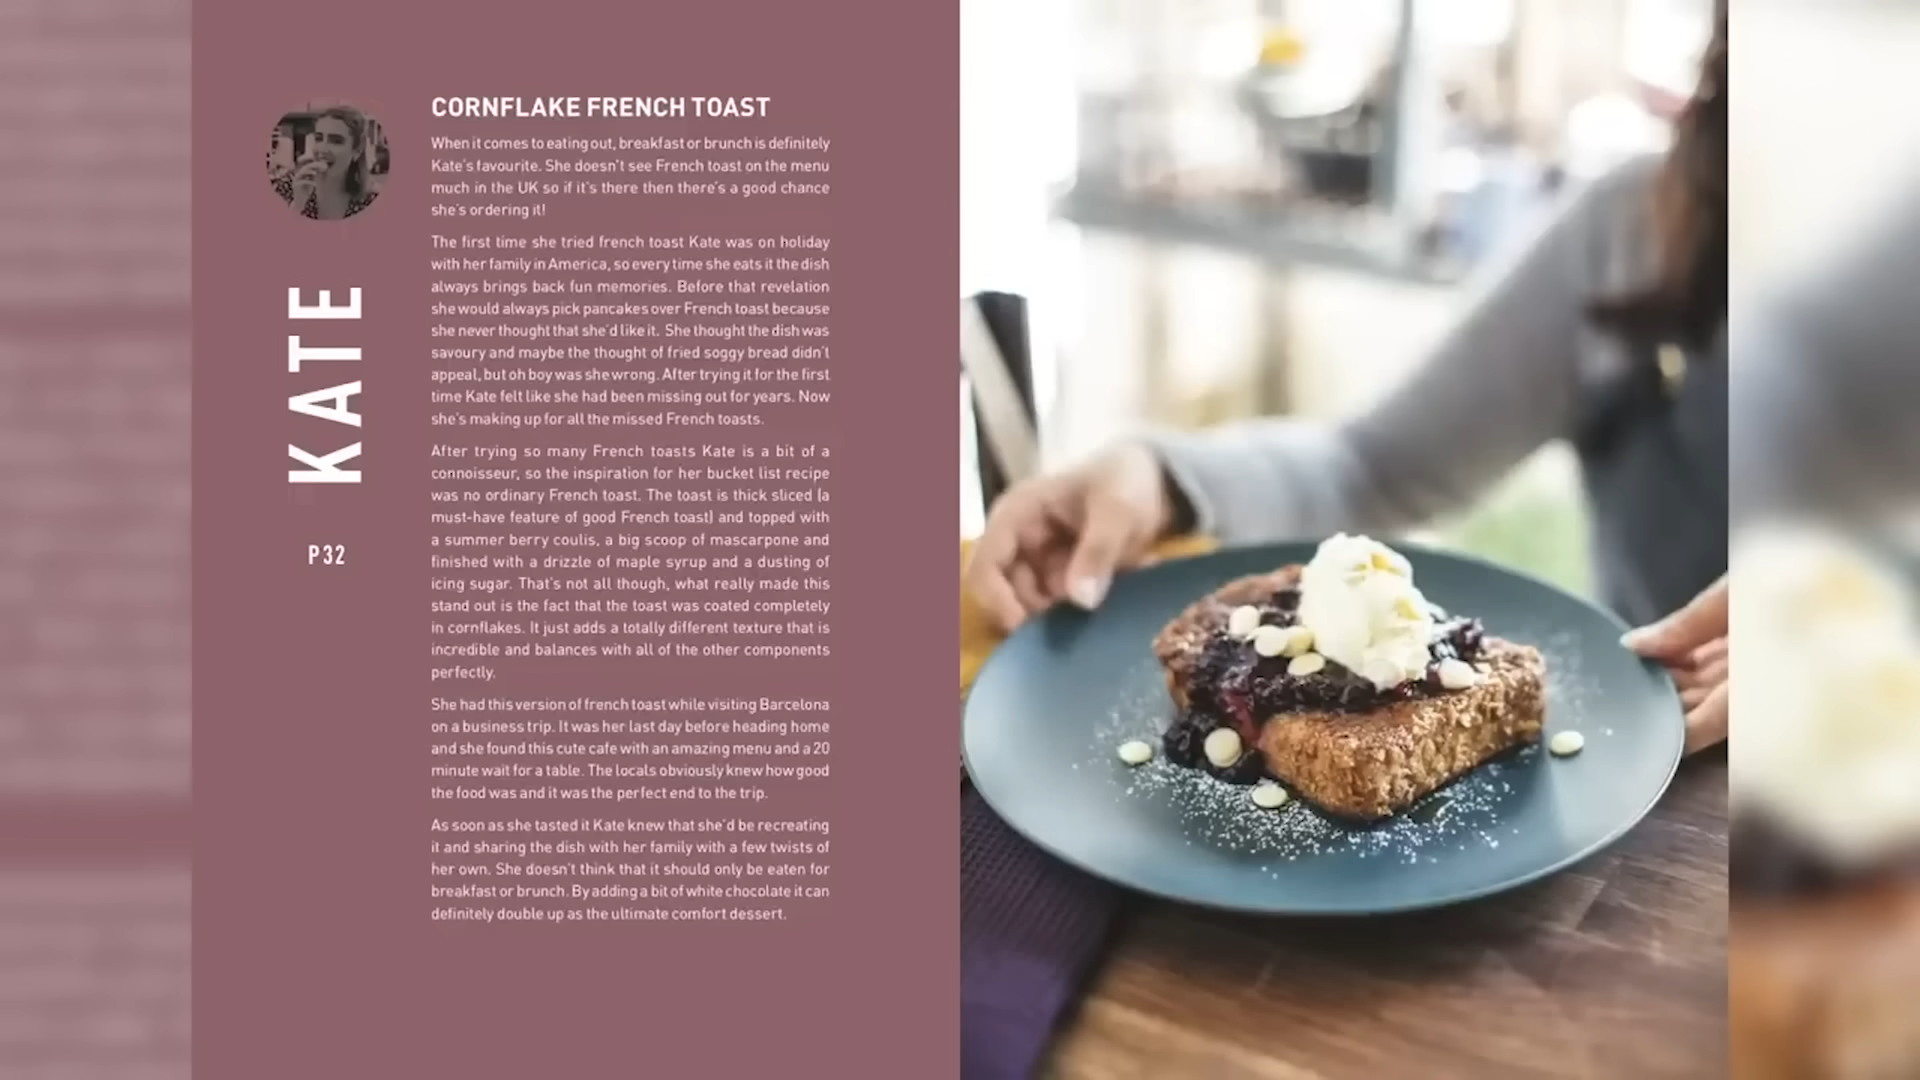 CORNFLAKE FRENCH TOAST
When it comes to eating out, breakfast or brunch is definitely
Kate's favourite. She doesn't see French toast on the menu
much in the UK so if it's there then there's a good chance
she's ordering it!
The first time she tried french toast Kate was on holiday
with her family in America, so every time she eats it the dish
always brings back fun memories. Before that revelation
she would always pick pancakes over French toast because
she never thought that she'd like it. She thought the dish was
savoury and maybe the thought of fried soggy bread didn't
appeal, but oh boy was she wrong. After trying it for the first
time Kate felt like she had been missing out for years. Now
she's making up for all the missed French toasts.
After trying so many French toasts Kate is a bit of a
connoisseur, so the inspiration for her bucket list recipe
was no ordinary French toast. The toast is thick sliced (a
must-have feature of good French toast) and topped with
a summer berry coulis, a big scoop of mascarpone and
finished with a drizzle of maple syrup and a dusting of
icing sugar. That's not all though, what really made this
stand out is the fact that the toast was coated completely
in cornflakes. It just adds a totally different texture that is
incredible and balances with all of the other components
perfectly.
She had this version of french toast while visiting Barcelona
on a business trip. It was her last day before heading home
and she found this cute cafe with an amazing menu and a 20
minute wait for a table. The locals obviously knew how good
the food was and it was the perfect end to the trip.
As soon as she tasted it Kate knew that she'd be recreating
it and sharing the dish with her family with a few twists of
her own. She doesn't think that it should only be eaten for
breakfast or brunch. By adding a bit of white chocolate it can
definitely double up as the ultimate comfort dessert.
KATE
P32